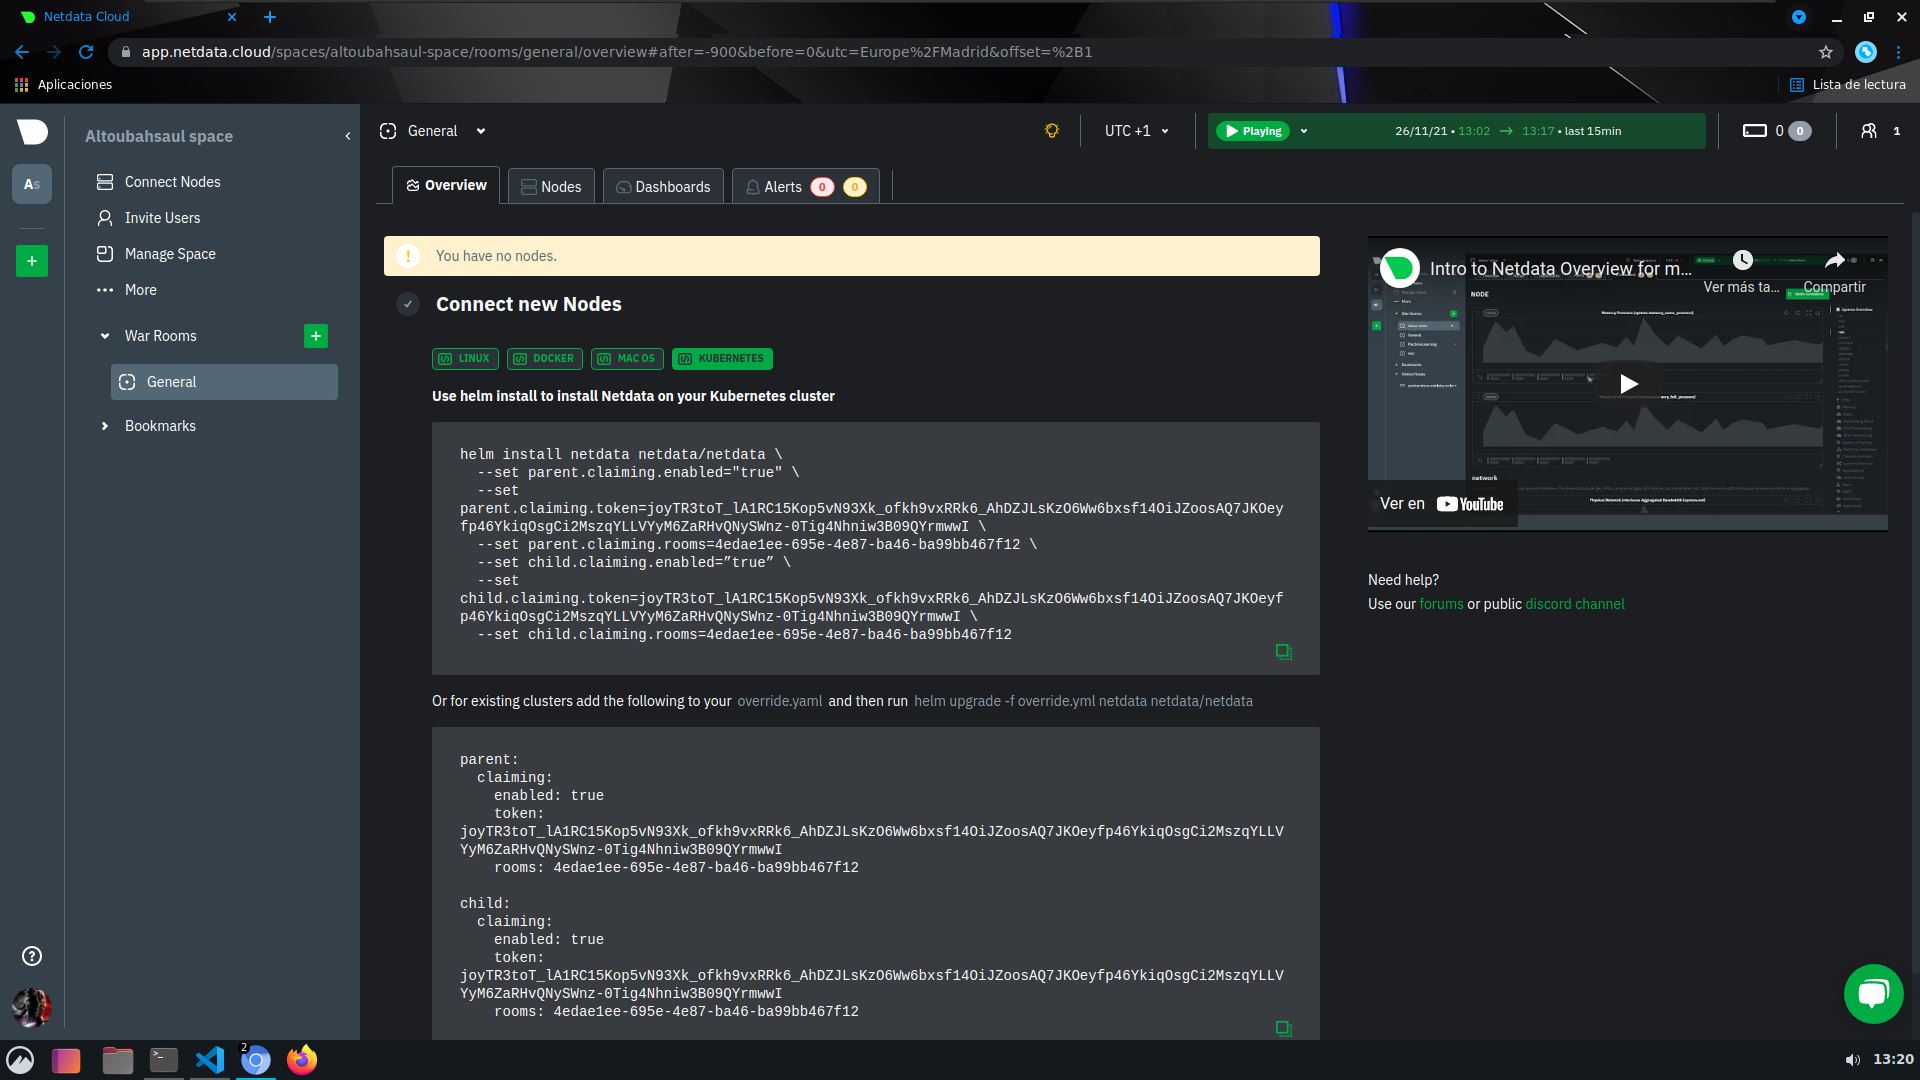 Netdata Cloud
app.netdata.cloud/spaces/altoubahsaul-space/rooms/general/overview#after=-900&before=0&utc=Europe%2FMadrid&offset=%2B1
Aplicaciones
Lista de lectura
Altoubahsaul space
General
UTC +1
Playing
26/11/21 • 13:02 → 13:17 • last 15min
0 0
1
As
Connect Nodes
Invite Users
Manage Space
More
War Rooms
General
Bookmarks
Overview
Nodes
Dashboards
Alerts 0 0
You have no nodes.
Connect new Nodes
LINUX
DOCKER
MAC OS
KUBERNETES
Use helm install to install Netdata on your Kubernetes cluster
helm install netdata netdata/netdata \
--set parent.claiming.enabled="true" \
--set
parent.claiming.token=joyTR3toT_lA1RC15Kop5vN93Xk_ofkh9vxRRk6_AhDZJLsKzO6Ww6bxsf14OiJZoosAQ7JKOey
fp46YkiqOsgCi2MszqYLLVYyM6ZaRHvQNySWnz-0Tig4Nhniw3B09QYrmwwI \
--set parent.claiming.rooms=4edae1ee-695e-4e87-ba46-ba99bb467f12 \
--set child.claiming.enabled=”true” \
--set
child.claiming.token=joyTR3toT_lA1RC15Kop5vN93Xk_ofkh9vxRRk6_AhDZJLsKzO6Ww6bxsf14OiJZoosAQ7JKOeyf
p46YkiqOsgCi2MszqYLLVYyM6ZaRHvQNySWnz-0Tig4Nhniw3B09QYrmwwI \
--set child.claiming.rooms=4edae1ee-695e-4e87-ba46-ba99bb467f12
Or for existing clusters add the following to your override.yaml and then run helm upgrade -f override.yml netdata netdata/netdata
parent:
claiming:
enabled: true
token:
joyTR3toT_lA1RC15Kop5vN93Xk_ofkh9vxRRk6_AhDZJLsKzO6Ww6bxsf14OiJZoosAQ7JKOeyfp46YkiqOsgCi2MszqYLLV
YyM6ZaRHvQNySWnz-0Tig4Nhniw3B09QYrmwwI
rooms: 4edae1ee-695e-4e87-ba46-ba99bb467f12
child:
claiming:
enabled: true
token:
joyTR3toT_lA1RC15Kop5vN93Xk_ofkh9vxRRk6_AhDZJLsKzO6Ww6bxsf14OiJZoosAQ7JKOeyfp46YkiqOsgCi2MszqYLLV
YyM6ZaRHvQNySWnz-0Tig4Nhniw3B09QYrmwwI
rooms: 4edae1ee-695e-4e87-ba46-ba99bb467f12
Intro to Netdata Overview for m...
Ver más ta...
Compartir
NODE
network
Ver en YouTube
Need help?
Use our forums or public discord channel
2
13:20